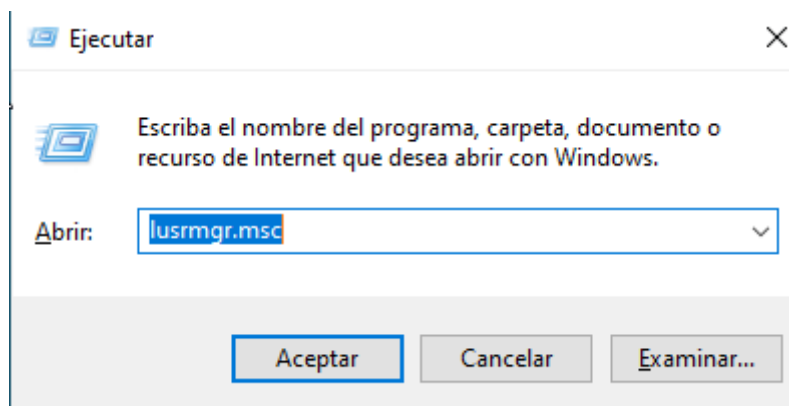 Ejecutar
Escriba el nombre del programa, carpeta, documento o
recurso de Internet que desea abrir con Windows.
Abrir: lusrmgr.msc
Aceptar Cancelar Examinar...